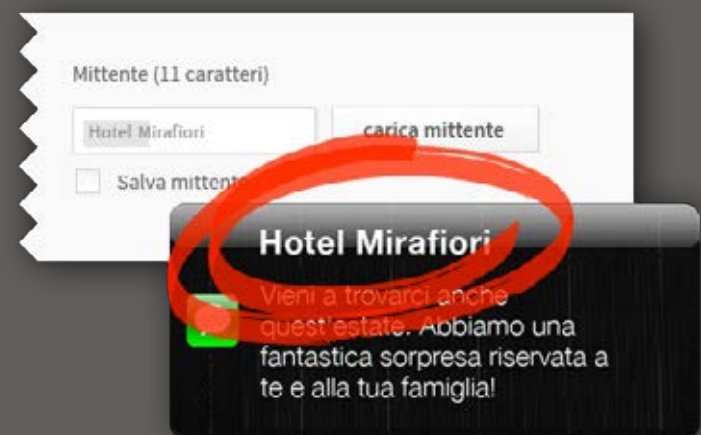 Mittente (11 caratteri)
Hotel Mirafiori
carica mittente
Salva mittente
Hotel Mirafiori
Vieni a trovarci anche
quest'estate. Abbiamo una
fantastica sorpresa riservata a
te e alla tua famiglia!